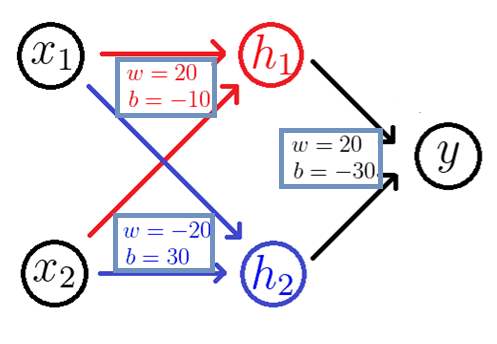 x₁
h₁
w = 20
b = −10
w = 20
b = −30
y
w = −20
b = 30
x₂
h₂